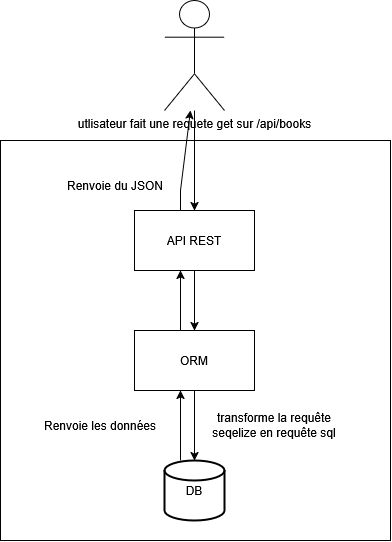 utlisateur fait une requete get sur /api/books
Renvoie du JSON
API REST
ORM
Renvoie les données
transforme la requête
seqelize en requête sql
DB